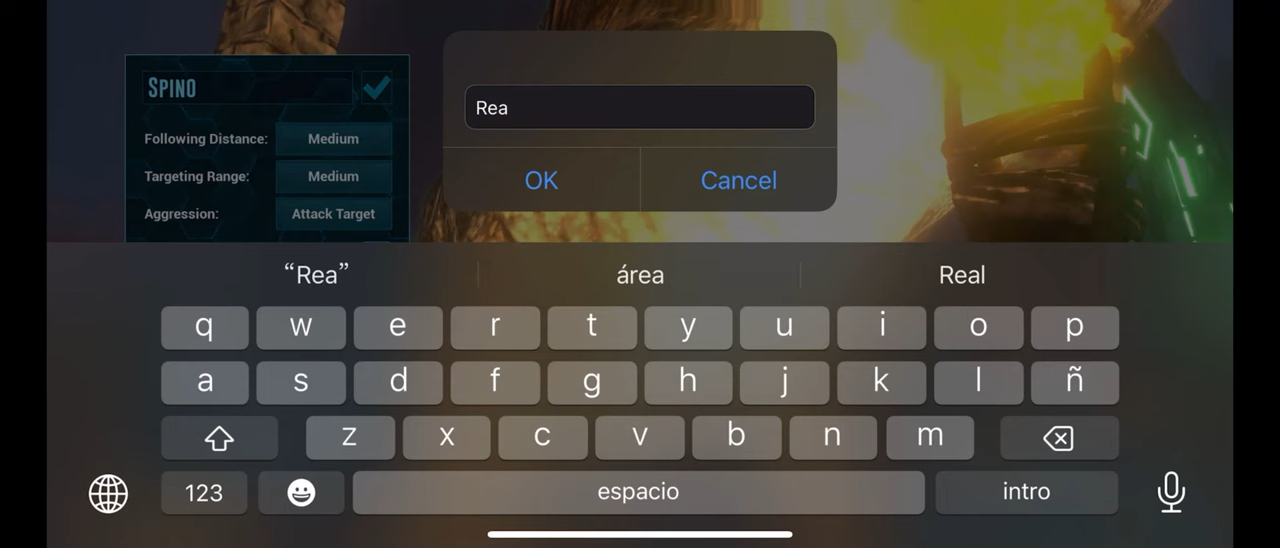 SPINO
Following Distance: Medium
Targeting Range: Medium
Aggression: Attack Target
Rea
OK Cancel
“Rea” área Real
q w e r t y u i o p
a s d f g h j k l ñ
z x c v b n m
123 espacio intro